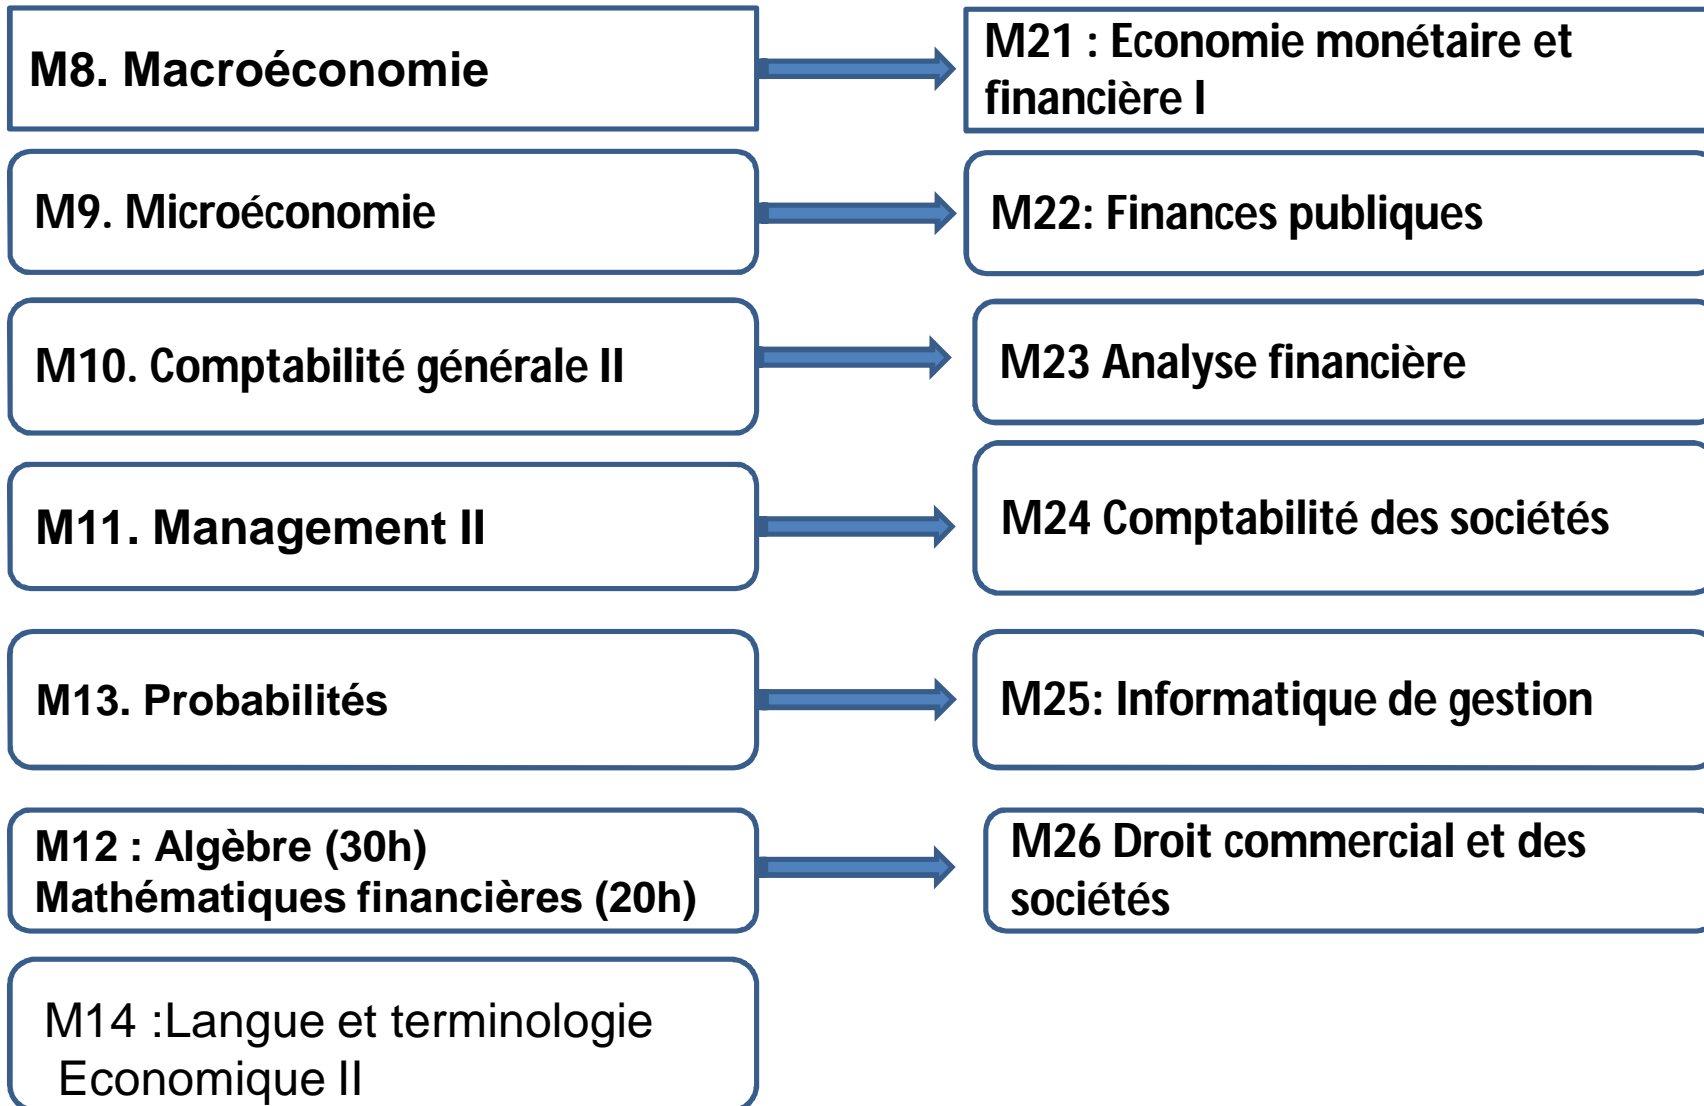 M8. Macroéconomie
M21 : Economie monétaire et
financière I
M9. Microéconomie
M22: Finances publiques
M10. Comptabilité générale II
M23 Analyse financière
M11. Management II
M24 Comptabilité des sociétés
M13. Probabilités
M25: Informatique de gestion
M12 : Algèbre (30h)
Mathématiques financières (20h)
M26 Droit commercial et des
sociétés
M14 :Langue et terminologie
Economique II